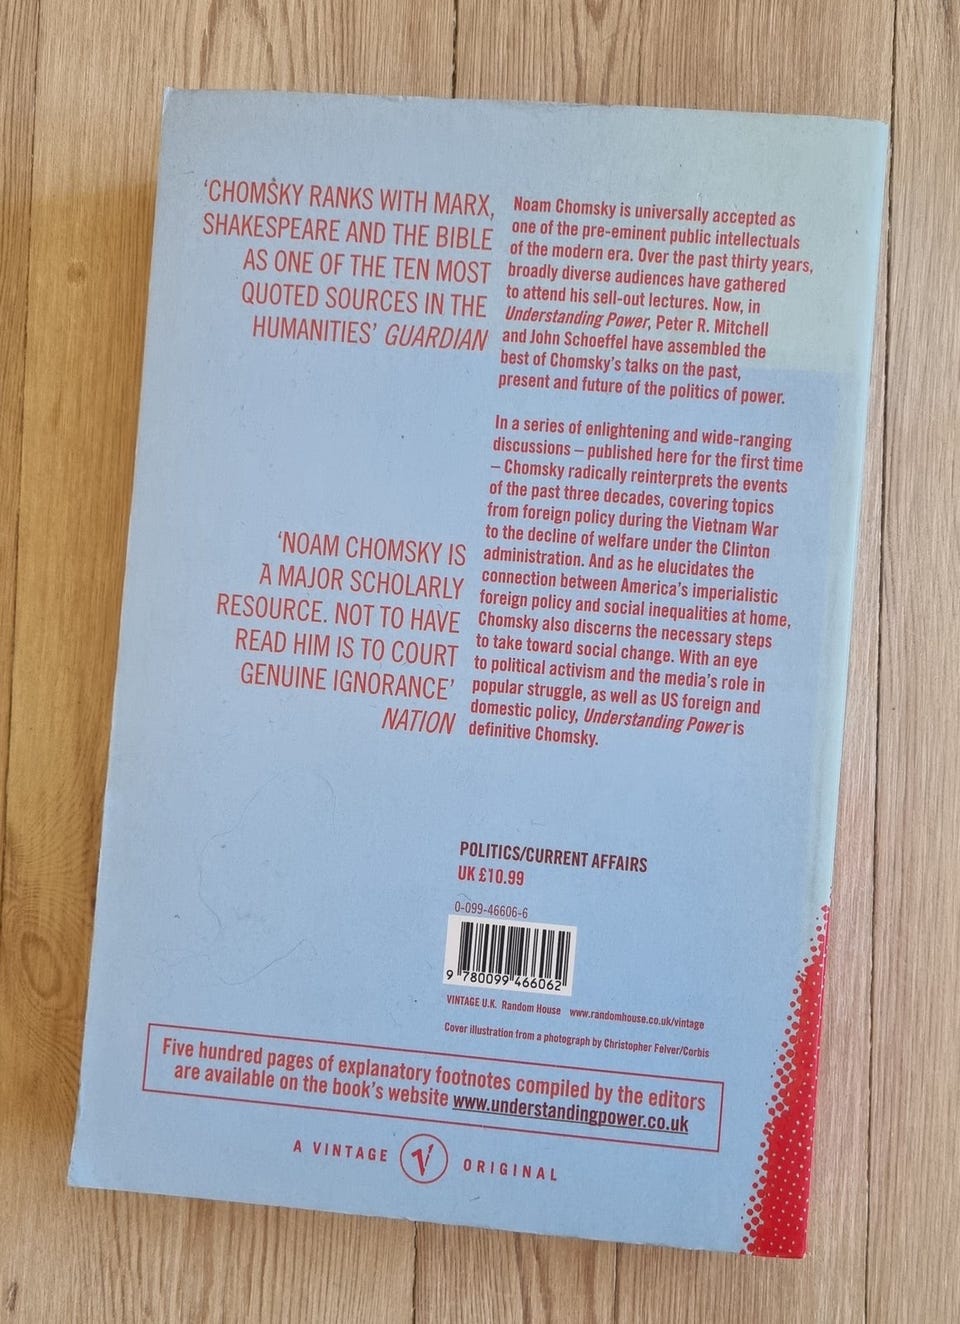 ‘CHOMSKY RANKS WITH MARX,
SHAKESPEARE AND THE BIBLE
AS ONE OF THE TEN MOST
QUOTED SOURCES IN THE
HUMANITIES’ GUARDIAN
‘NOAM CHOMSKY IS
A MAJOR SCHOLARLY
RESOURCE. NOT TO HAVE
READ HIM IS TO COURT
GENUINE IGNORANCE’
NATION
Noam Chomsky is universally accepted as
one of the pre-eminent public intellectuals
of the modern era. Over the past thirty years,
broadly diverse audiences have gathered
to attend his sell-out lectures. Now, in
Understanding Power, Peter R. Mitchell
and John Schoeffel have assembled the
best of Chomsky’s talks on the past,
present and future of the politics of power.
In a series of enlightening and wide-ranging
discussions – published here for the first time
– Chomsky radically reinterprets the events
of the past three decades, covering topics
from foreign policy during the Vietnam War
to the decline of welfare under the Clinton
administration. And as he elucidates the
connection between America’s imperialistic
foreign policy and social inequalities at home,
Chomsky also discerns the necessary steps
to take toward social change. With an eye
to political activism and the media’s role in
popular struggle, as well as US foreign and
domestic policy, Understanding Power is
definitive Chomsky.
POLITICS/CURRENT AFFAIRS
UK £10.99
0-099-46606-6
9 780099 466062
VINTAGE U.K. Random House www.randomhouse.co.uk/vintage
Cover illustration from a photograph by Christopher Felver/Corbis
Five hundred pages of explanatory footnotes compiled by the editors
are available on the book’s website www.understandingpower.co.uk
A VINTAGE V ORIGINAL